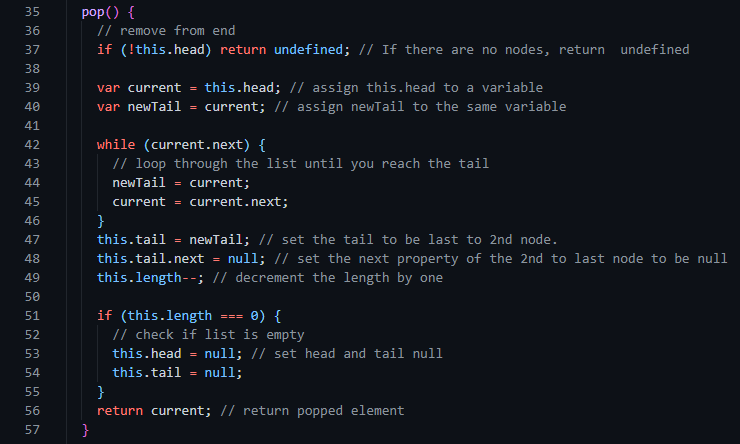 35 pop() {
36 // remove from end
37 if (!this.head) return undefined; // If there are no nodes, return  undefined
38
39 var current = this.head; // assign this.head to a variable
40 var newTail = current; // assign newTail to the same variable
41
42 while (current.next) {
43 // loop through the list until you reach the tail
44 newTail = current;
45 current = current.next;
46 }
47 this.tail = newTail; // set the tail to be last to 2nd node.
48 this.tail.next = null; // set the next property of the 2nd to last node to be null
49 this.length--; // decrement the length by one
50
51 if (this.length === 0) {
52 // check if list is empty
53 this.head = null; // set head and tail null
54 this.tail = null;
55 }
56 return current; // return popped element
57 }